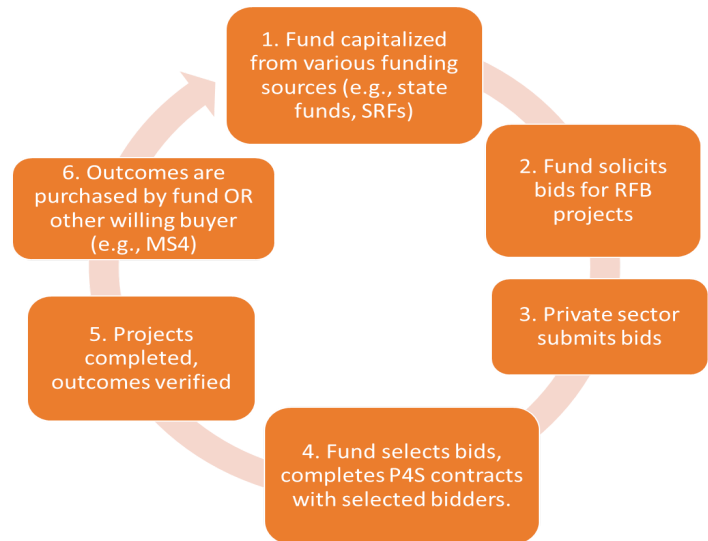 1. Fund capitalized
from various funding
sources (e.g., state
funds, SRFs)
2. Fund solicits
bids for RFB
projects
3. Private sector
submits bids
4. Fund selects bids,
completes P4S contracts
with selected bidders.
5. Projects
completed,
outcomes verified
6. Outcomes are
purchased by fund OR
other willing buyer
(e.g., MS4)